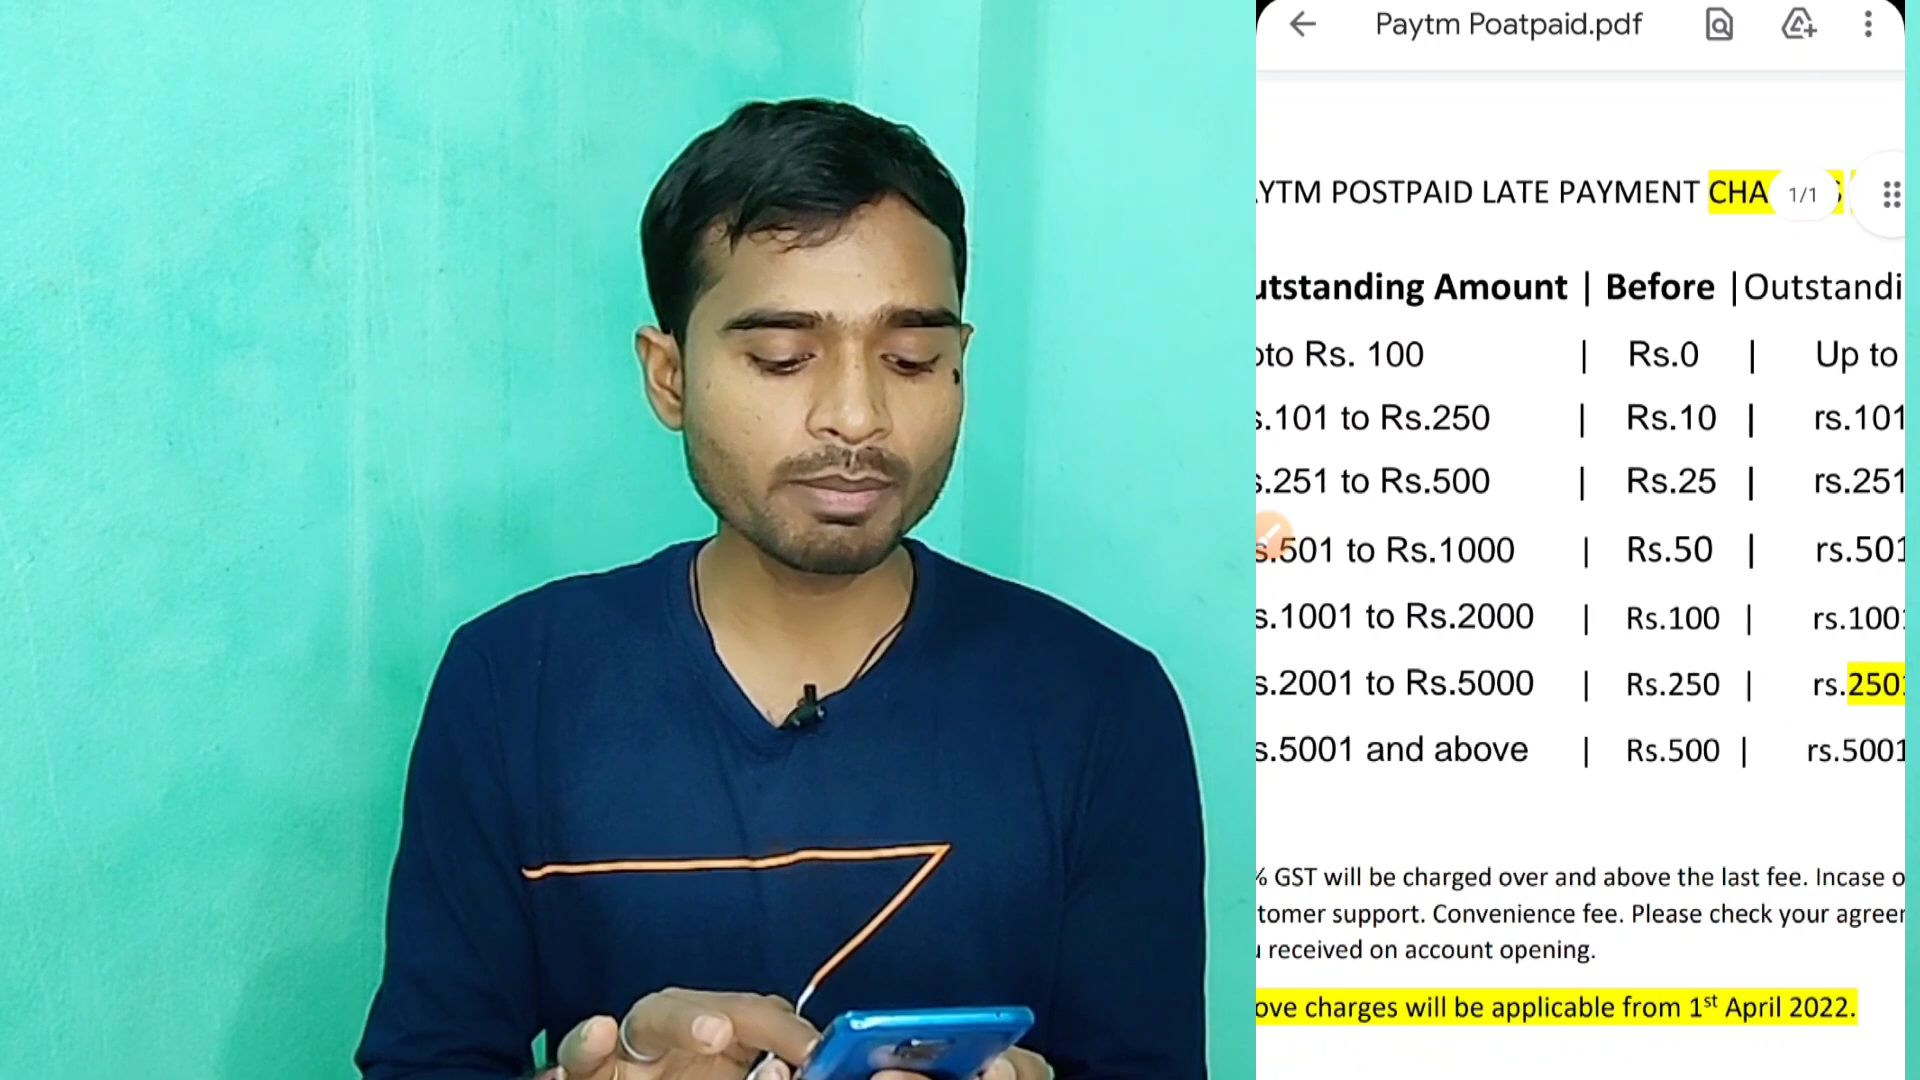 Paytm Poatpaid.pdf
YTM POSTPAID LATE PAYMENT CHA
1/1
utstanding Amount | Before |Outstandi
oto Rs. 100 | Rs.0 | Up to
s.101 to Rs.250 | Rs.10 | rs.101
s.251 to Rs.500 | Rs.25 | rs.251
s.501 to Rs.1000 | Rs.50 | rs.501
s.1001 to Rs.2000 | Rs.100 | rs.1001
s.2001 to Rs.5000 | Rs.250 | rs.2501
s.5001 and above | Rs.500 | rs.5001
% GST will be charged over and above the last fee. Incase o
tomer support. Convenience fee. Please check your agreer
received on account opening.
ove charges will be applicable from 1st April 2022.